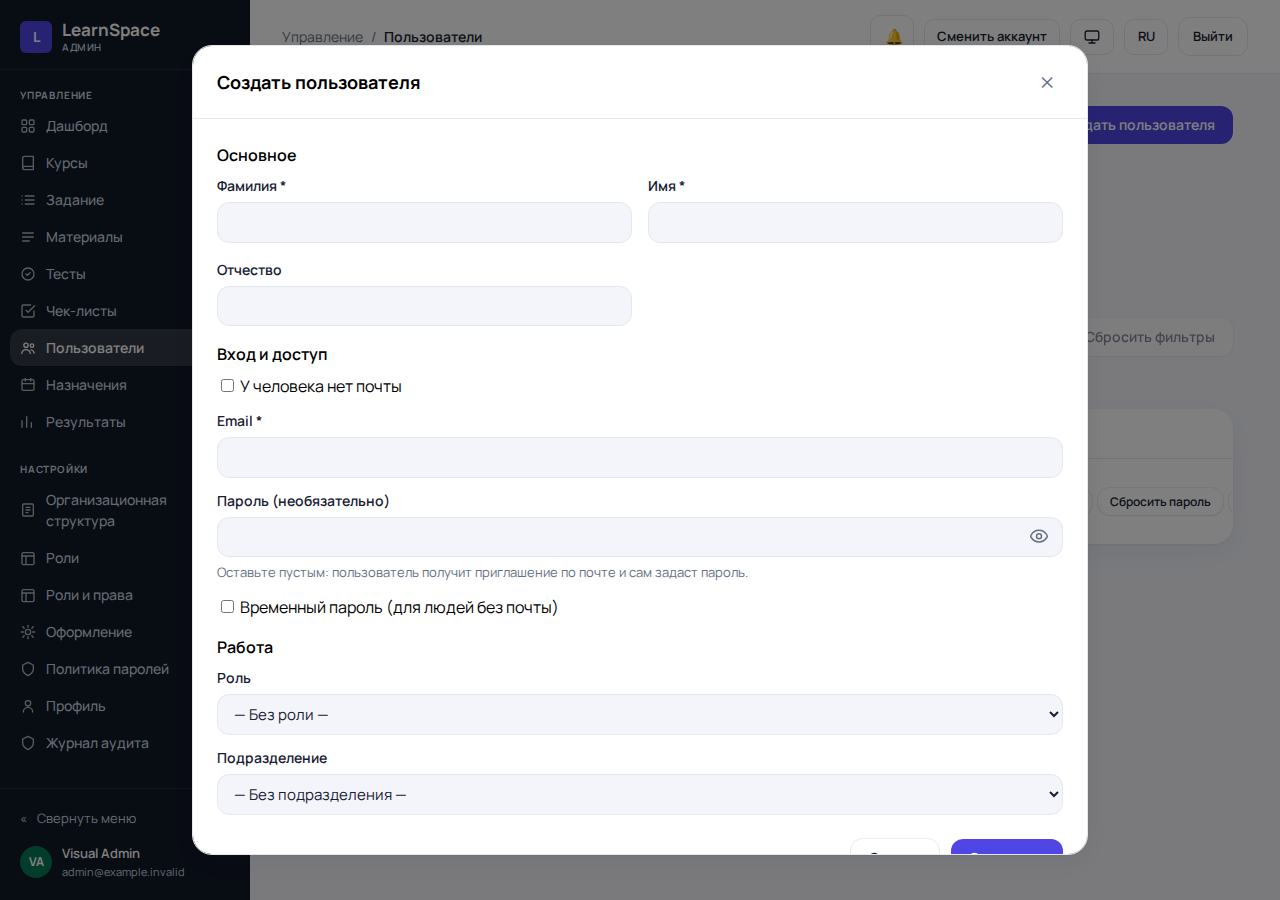 L
LearnSpace
АДМИН
УПРАВЛЕНИЕ
Дашборд
Курсы
Задание
Материалы
Тесты
Чек-листы
Пользователи
Назначения
Результаты
НАСТРОЙКИ
Организационная
структура
Роли
Роли и права
Оформление
Политика паролей
Профиль
Журнал аудита
« Свернуть меню
VA
Visual Admin
admin@example.invalid
Управление / Пользователи
Сменить аккаунт
RU
Выйти
дать пользователя
Сбросить фильтры
Сбросить пароль
Создать пользователя
Основное
Фамилия *
Имя *
Отчество
Вход и доступ
У человека нет почты
Email *
Пароль (необязательно)
Оставьте пустым: пользователь получит приглашение по почте и сам задаст пароль.
Временный пароль (для людей без почты)
Работа
Роль
— Без роли —
Подразделение
— Без подразделения —